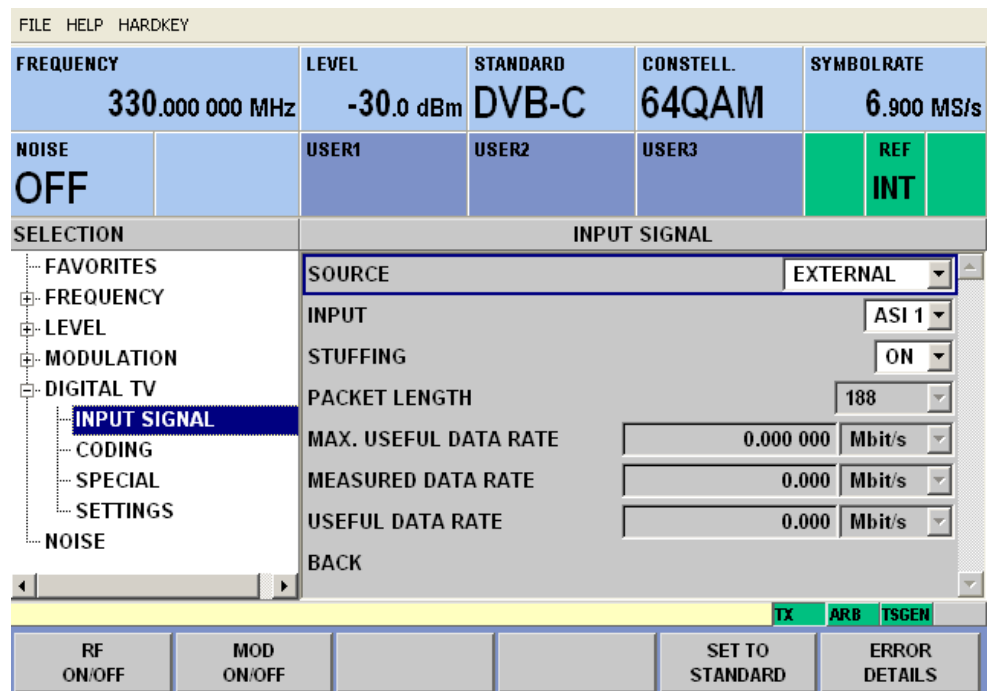 FILE HELP HARDKEY
FREQUENCY LEVEL STANDARD CONSTELL. SYMBOLRATE
330.000 000 MHz -30.0 dBm DVB-C 64QAM 6.900 MS/s
NOISE USER1 USER2 USER3 REF
OFF INT
SELECTION
FAVORITES
FREQUENCY
LEVEL
MODULATION
DIGITAL TV
INPUT SIGNAL
CODING
SPECIAL
SETTINGS
NOISE
INPUT SIGNAL
SOURCE EXTERNAL
INPUT ASI 1
STUFFING ON
PACKET LENGTH 188
MAX. USEFUL DATA RATE 0.000 000 Mbit/s
MEASURED DATA RATE 0.000 Mbit/s
USEFUL DATA RATE 0.000 Mbit/s
BACK
TX ARB TSGEN
RF ON/OFF
MOD ON/OFF
SET TO STANDARD
ERROR DETAILS